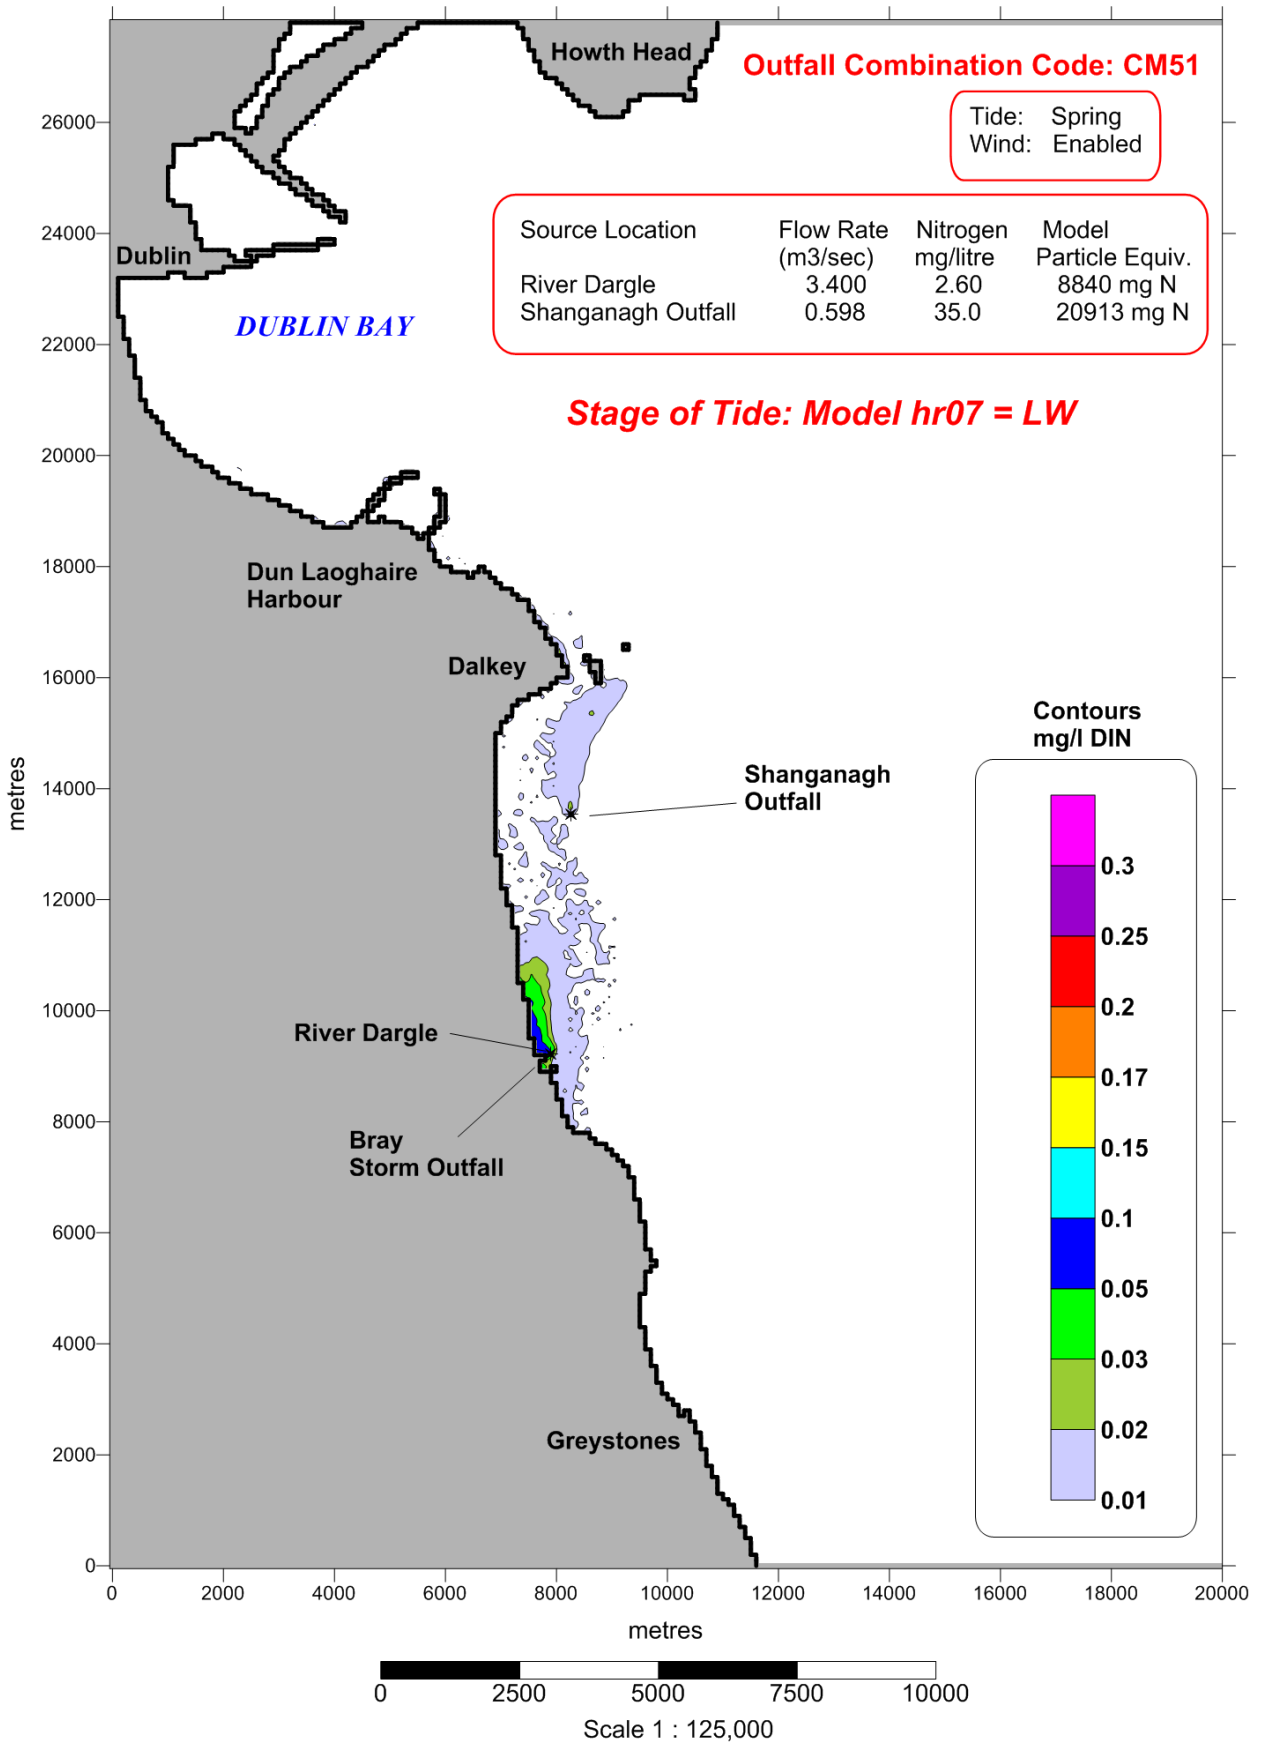 Howth Head
Outfall Combination Code: CM51
Tide: Spring
Wind: Enabled
Source Location Flow Rate Nitrogen Model
(m3/sec) mg/litre Particle Equiv.
River Dargle 3.400 2.60 8840 mg N
Shanganagh Outfall 0.598 35.0 20913 mg N
Dublin
DUBLIN BAY
Stage of Tide: Model hr07 = LW
Dun Laoghaire
Harbour
Dalkey
Shanganagh
Outfall
River Dargle
Bray
Storm Outfall
Greystones
Contours
mg/l DIN
0.3
0.25
0.2
0.17
0.15
0.1
0.05
0.03
0.02
0.01
metres
26000
24000
22000
20000
18000
16000
14000
12000
10000
8000
6000
4000
2000
0
0 2000 4000 6000 8000 10000 12000 14000 16000 18000 20000
metres
0 2500 5000 7500 10000
Scale 1 : 125,000